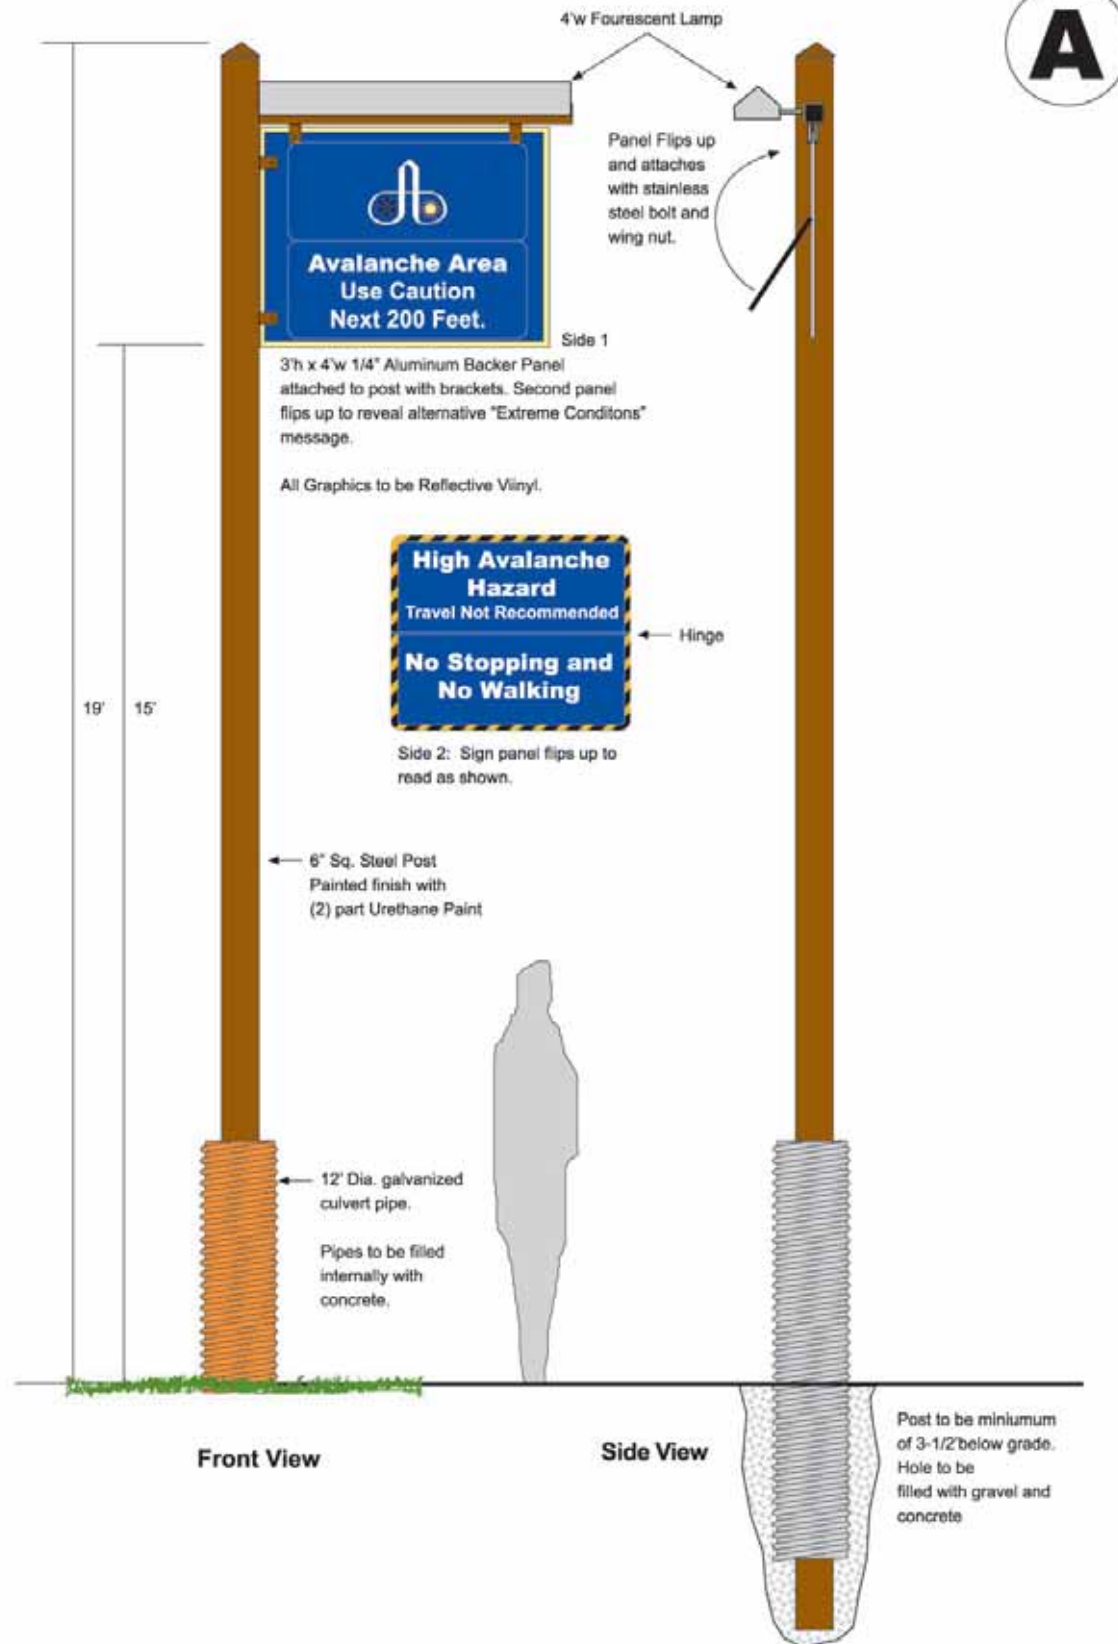 A
4'w Fourescent Lamp
Panel Flips up
and attaches
with stainless
steel bolt and
wing nut.
Avalanche Area
Use Caution
Next 200 Feet.
Side 1
3'h x 4'w 1/4" Aluminum Backer Panel
attached to post with brackets. Second panel
flips up to reveal alternative "Extreme Conditons"
message.
All Graphics to be Reflective Viinyl.
High Avalanche
Hazard
Travel Not Recommended
No Stopping and
No Walking
Hinge
Side 2: Sign panel flips up to
read as shown.
19'
15'
6" Sq. Steel Post
Painted finish with
(2) part Urethane Paint
12' Dia. galvanized
culvert pipe.
Pipes to be filled
internally with
concrete.
Front View
Side View
Post to be miniumum
of 3-1/2'below grade.
Hole to be
filled with gravel and
concrete